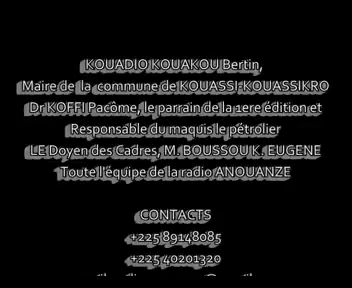 KOUADIO KOUAKOU Bertin,
Maire de la commune de KOUASSI-KOUASSIKRO
Dr KOFFI Pacôme, le parrain de la 1ere édition et
Responsable du maquis le pétrolier
LE Doyen des Cadres, M. BOUSSOU K. EUGENE
Toute l'équipe de la radio ANOUANZE
CONTACTS
+225 89148085
+225 40201320